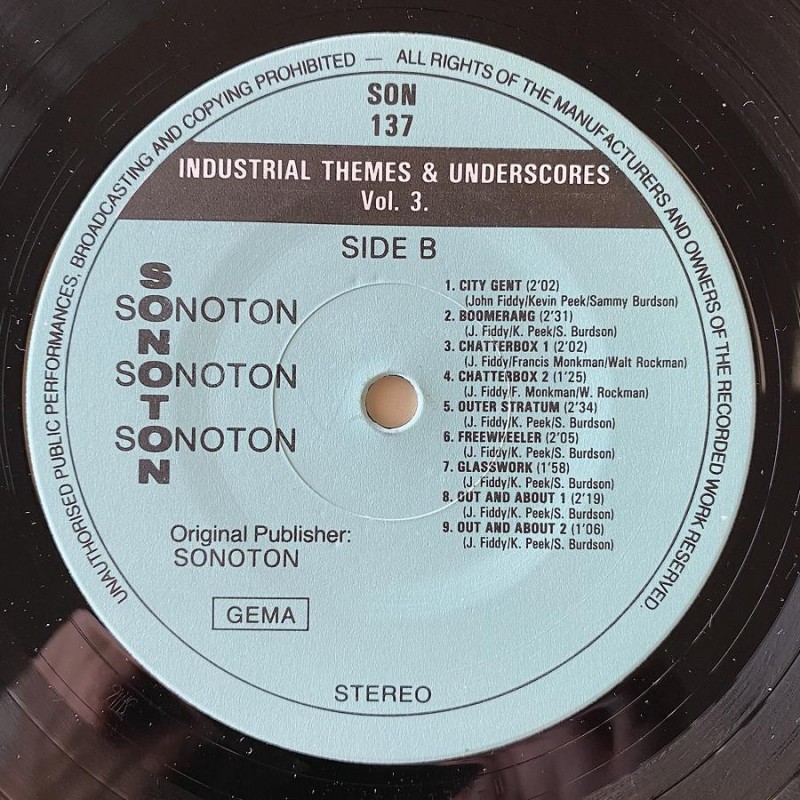 UNAUTHORISED PUBLIC PERFORMANCES, BROADCASTING AND COPYING PROHIBITED — ALL RIGHTS OF THE MANUFACTURERS AND OWNERS OF THE RECORDED WORK RESERVED.
SON
137
INDUSTRIAL THEMES & UNDERSCORES
Vol. 3.
SIDE B
SONOTON
SONOTON
SONOTON
SONOTON
1. CITY GENT (2'02)
(John Fiddy/Kevin Peek/Sammy Burdson)
2. BOOMERANG (2'31)
(J. Fiddy/K. Peek/S. Burdson)
3. CHATTERBOX 1 (2'02)
(J. Fiddy/Francis Monkman/Walt Rockman)
4. CHATTERBOX 2 (1'25)
(J. Fiddy/F. Monkman/W. Rockman)
5. OUTER STRATUM (2'34)
(J. Fiddy/K. Peek/S. Burdson)
6. FREEWHEELER (2'05)
(J. Fiddy/K. Peek/S. Burdson)
7. GLASSWORK (1'58)
(J. Fiddy/K. Peek/S. Burdson)
8. OUT AND ABOUT 1 (2'19)
(J. Fiddy/K. Peek/S. Burdson)
9. OUT AND ABOUT 2 (1'06)
(J. Fiddy/K. Peek/S. Burdson)
Original Publisher:
SONOTON
GEMA
STEREO